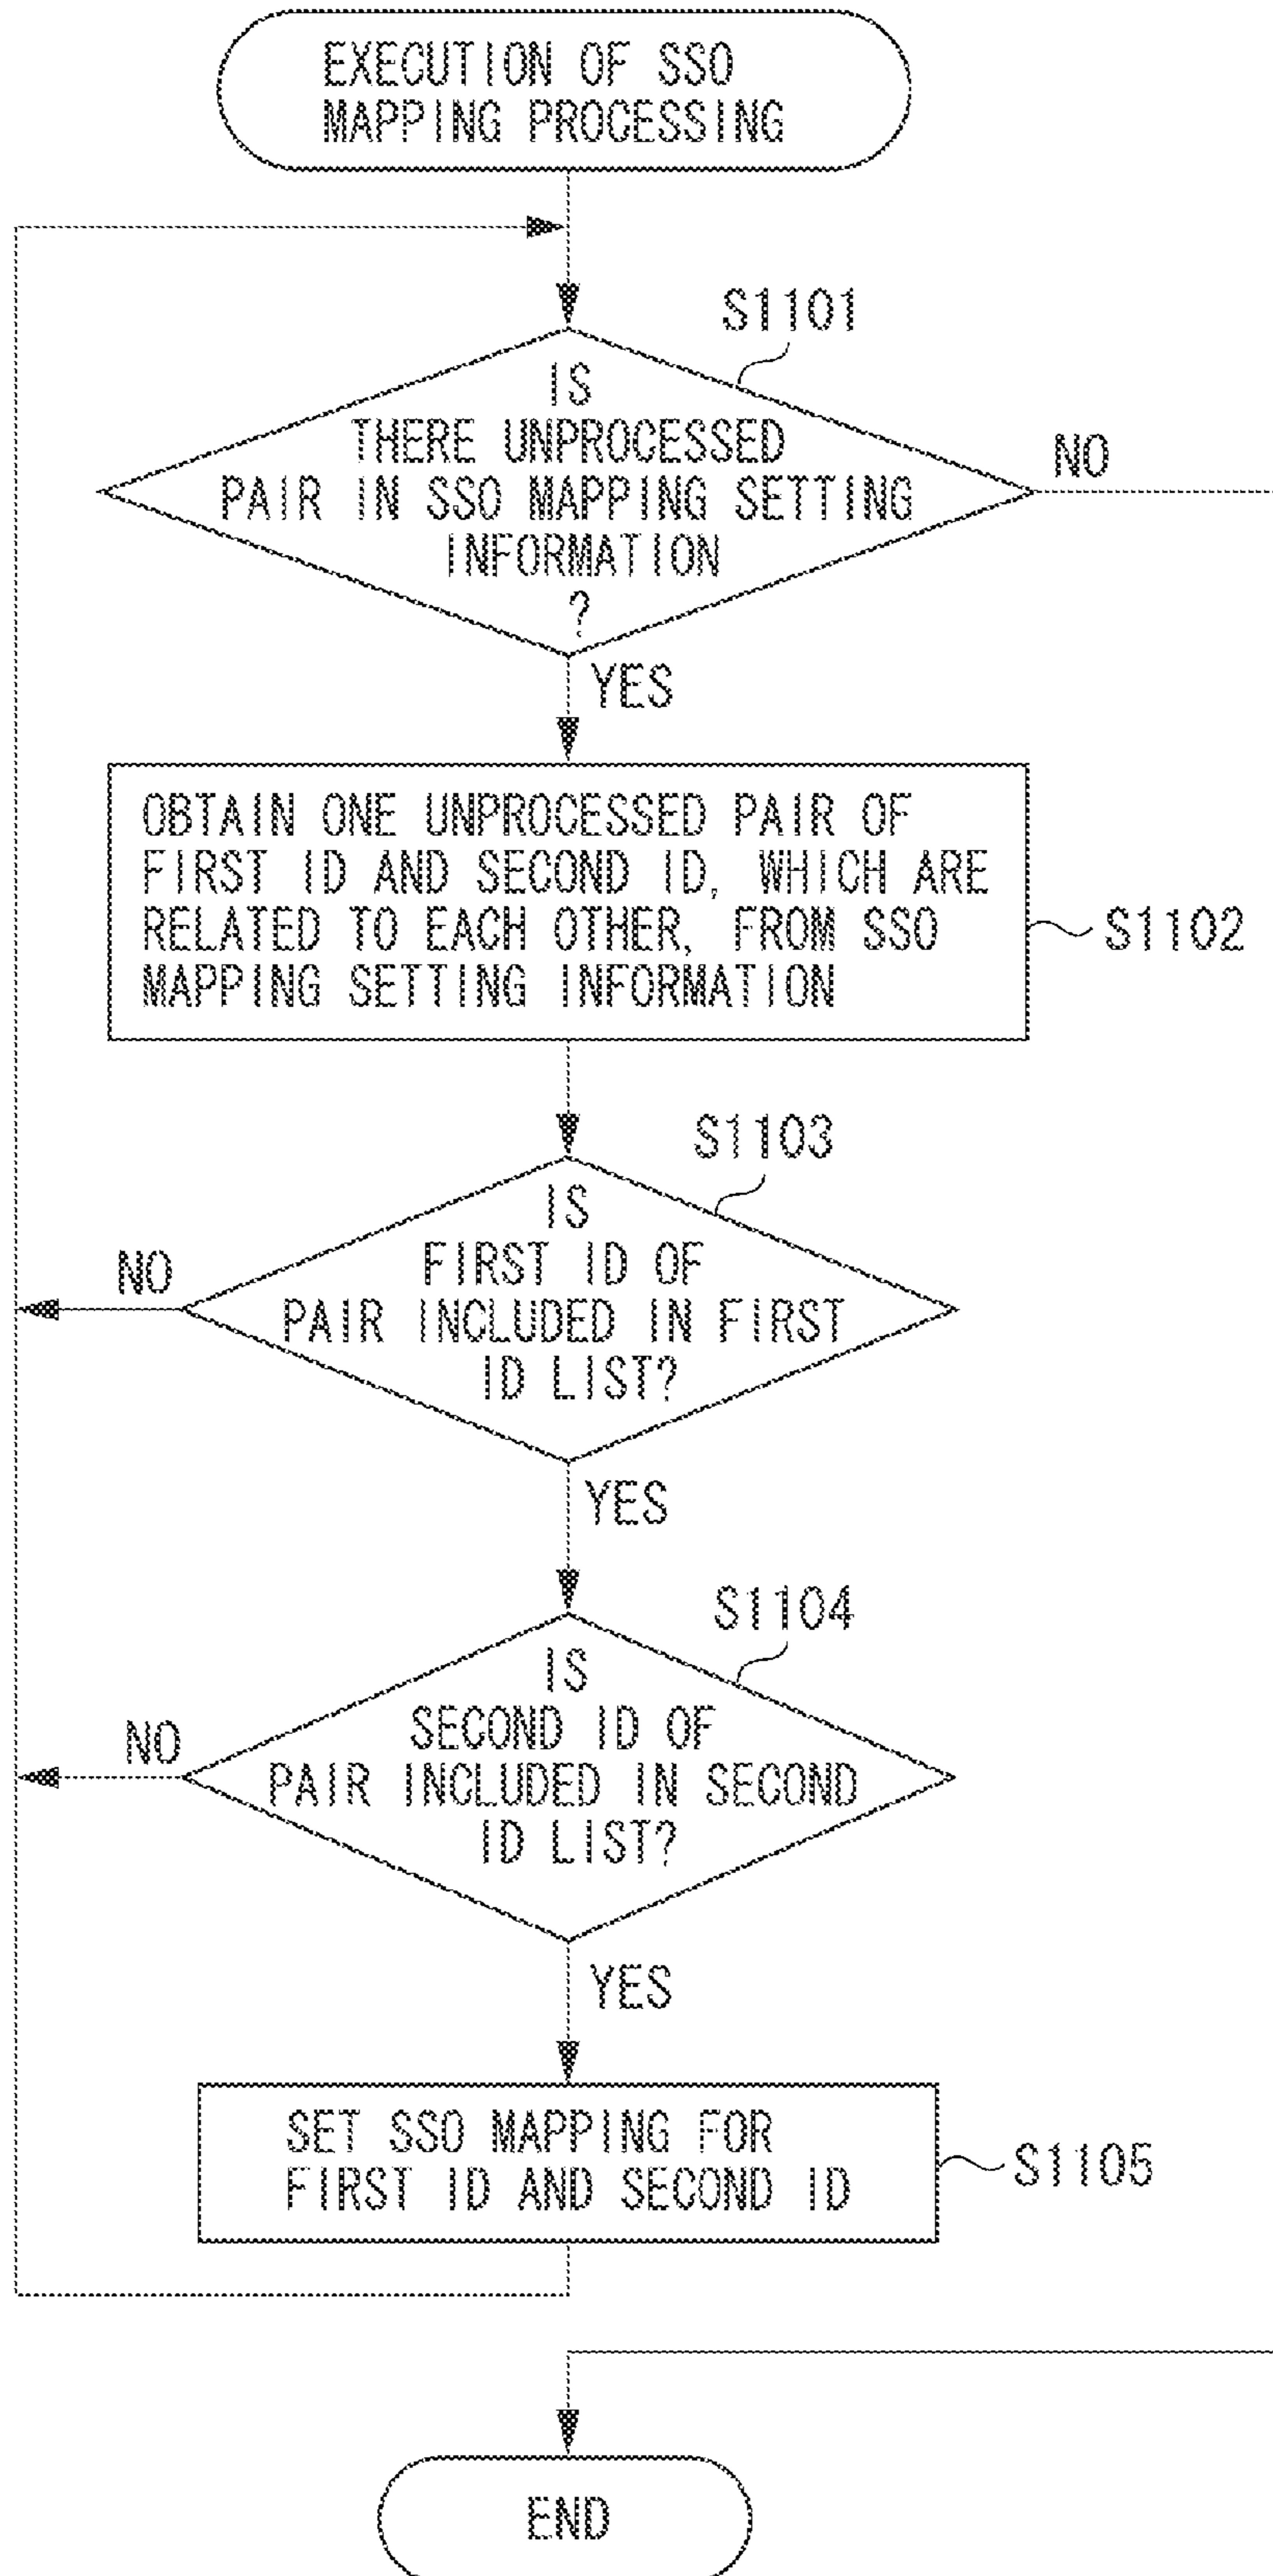 EXECUTION OF SSO
MAPPING PROCESSING
S1101
IS
THERE UNPROCESSED
PAIR IN SSO MAPPING SETTING
INFORMATION
?
NO
YES
OBTAIN ONE UNPROCESSED PAIR OF
FIRST ID AND SECOND ID, WHICH ARE
RELATED TO EACH OTHER, FROM SSO
MAPPING SETTING INFORMATION
S1102
S1103
IS
FIRST ID OF
PAIR INCLUDED IN FIRST
ID LIST?
NO
YES
S1104
IS
SECOND ID OF
PAIR INCLUDED IN SECOND
ID LIST?
NO
YES
SET SSO MAPPING FOR
FIRST ID AND SECOND ID
S1105
END